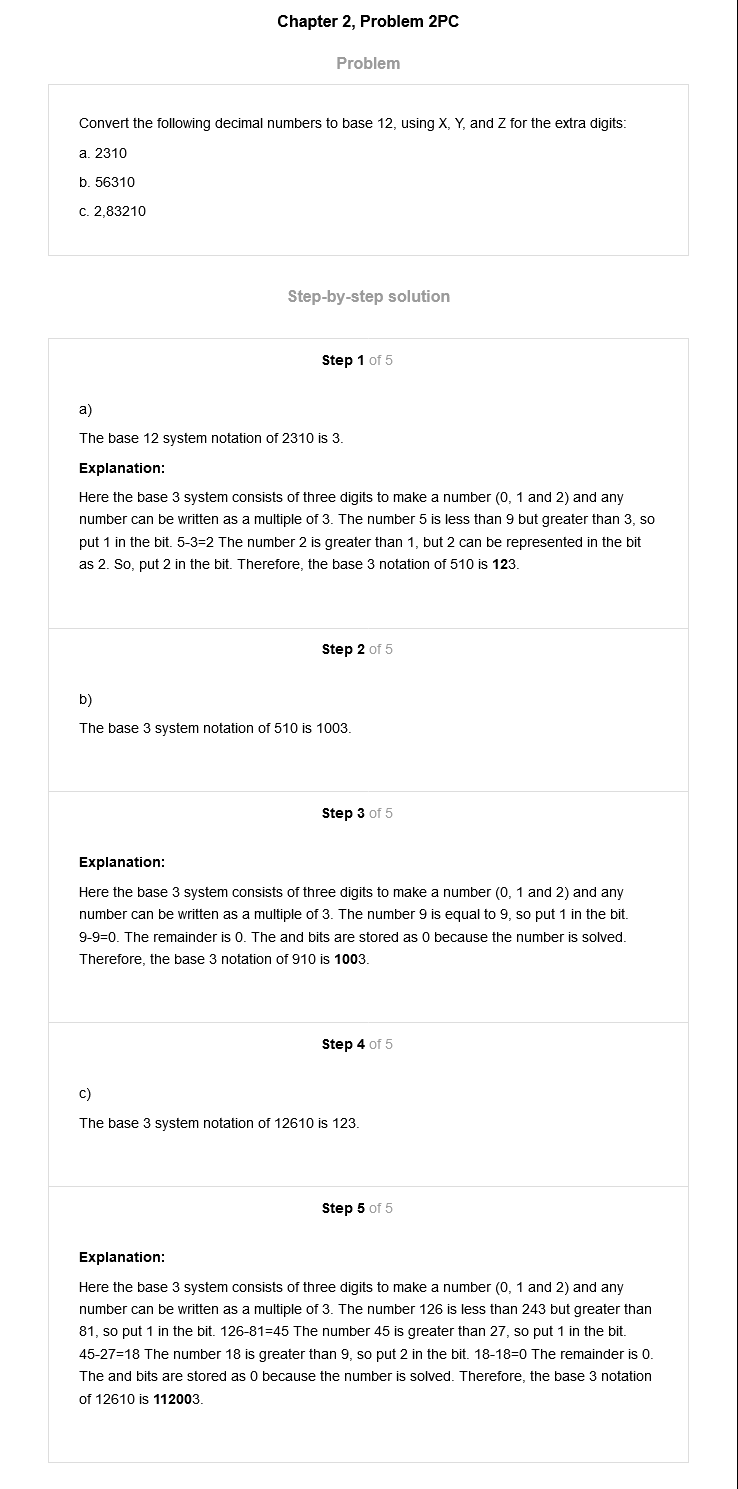 Chapter 2, Problem 2PC
Problem
Convert the following decimal numbers to base 12, using X, Y, and Z for the extra digits:
a. 2310
b. 56310
c. 2,83210
Step-by-step solution
Step 1 of 5
a)
The base 12 system notation of 2310 is 3.
Explanation:
Here the base 3 system consists of three digits to make a number (0, 1 and 2) and any
number can be written as a multiple of 3. The number 5 is less than 9 but greater than 3, so
put 1 in the bit. 5-3=2 The number 2 is greater than 1, but 2 can be represented in the bit
as 2. So, put 2 in the bit. Therefore, the base 3 notation of 510 is 123.
Step 2 of 5
b)
The base 3 system notation of 510 is 1003.
Step 3 of 5
Explanation:
Here the base 3 system consists of three digits to make a number (0, 1 and 2) and any
number can be written as a multiple of 3. The number 9 is equal to 9, so put 1 in the bit.
9-9=0. The remainder is 0. The and bits are stored as 0 because the number is solved.
Therefore, the base 3 notation of 910 is 1003.
Step 4 of 5
c)
The base 3 system notation of 12610 is 123.
Step 5 of 5
Explanation:
Here the base 3 system consists of three digits to make a number (0, 1 and 2) and any
number can be written as a multiple of 3. The number 126 is less than 243 but greater than
81, so put 1 in the bit. 126-81=45 The number 45 is greater than 27, so put 1 in the bit.
45-27=18 The number 18 is greater than 9, so put 2 in the bit. 18-18=0 The remainder is 0.
The and bits are stored as 0 because the number is solved. Therefore, the base 3 notation
of 12610 is 112003.